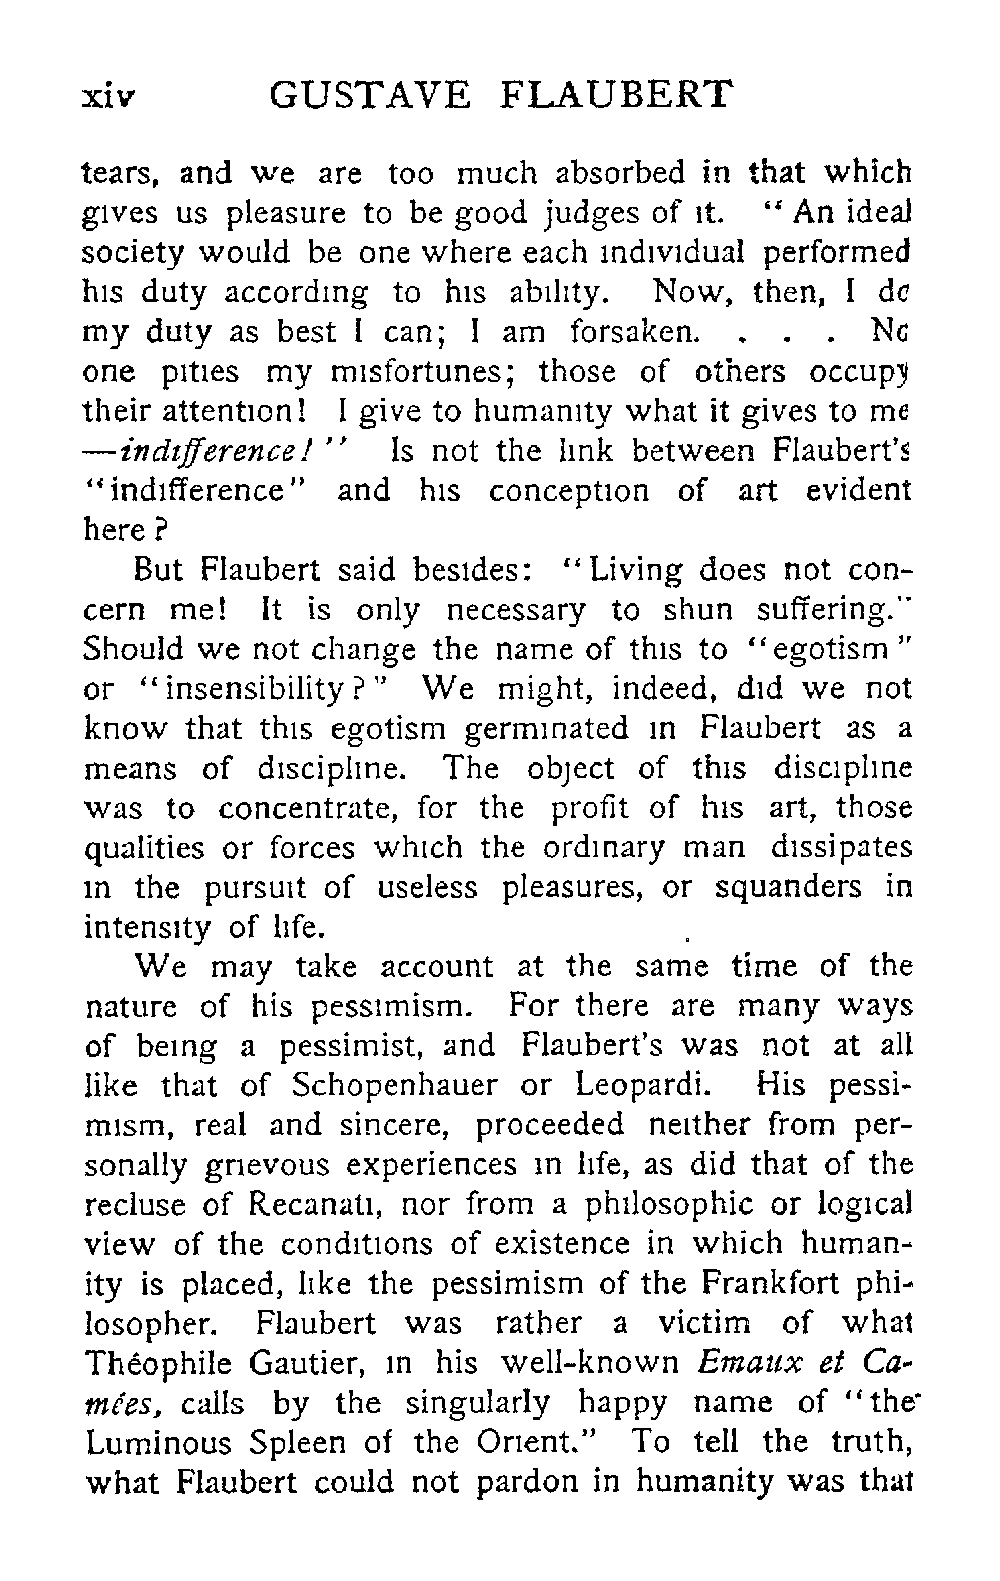 xiv GUSTAVE FLAUBERT
tears, and we are too much absorbed in that which
gives us pleasure to be good judges of it. "An ideal
society would be one where each individual performed
his duty according to his ability. Now, then, I do
my duty as best I can; I am forsaken. . . . No
one pities my misfortunes; those of others occupy
their attention! I give to humanity what it gives to me
—indifference!" Is not the link between Flaubert's
"indifference" and his conception of art evident
here?
But Flaubert said besides: "Living does not con-
cern me! It is only necessary to shun suffering."
Should we not change the name of this to "egotism"
or "insensibility?" We might, indeed, did we not
know that this egotism germinated in Flaubert as a
means of discipline. The object of this discipline
was to concentrate, for the profit of his art, those
qualities or forces which the ordinary man dissipates
in the pursuit of useless pleasures, or squanders in
intensity of life.
We may take account at the same time of the
nature of his pessimism. For there are many ways
of being a pessimist, and Flaubert's was not at all
like that of Schopenhauer or Leopardi. His pessi-
mism, real and sincere, proceeded neither from per-
sonally grievous experiences in life, as did that of the
recluse of Recanati, nor from a philosophic or logical
view of the conditions of existence in which human-
ity is placed, like the pessimism of the Frankfort phi-
losopher. Flaubert was rather a victim of what
Théophile Gautier, in his well-known Emaux et Ca-
mées, calls by the singularly happy name of "the
Luminous Spleen of the Orient." To tell the truth,
what Flaubert could not pardon in humanity was that